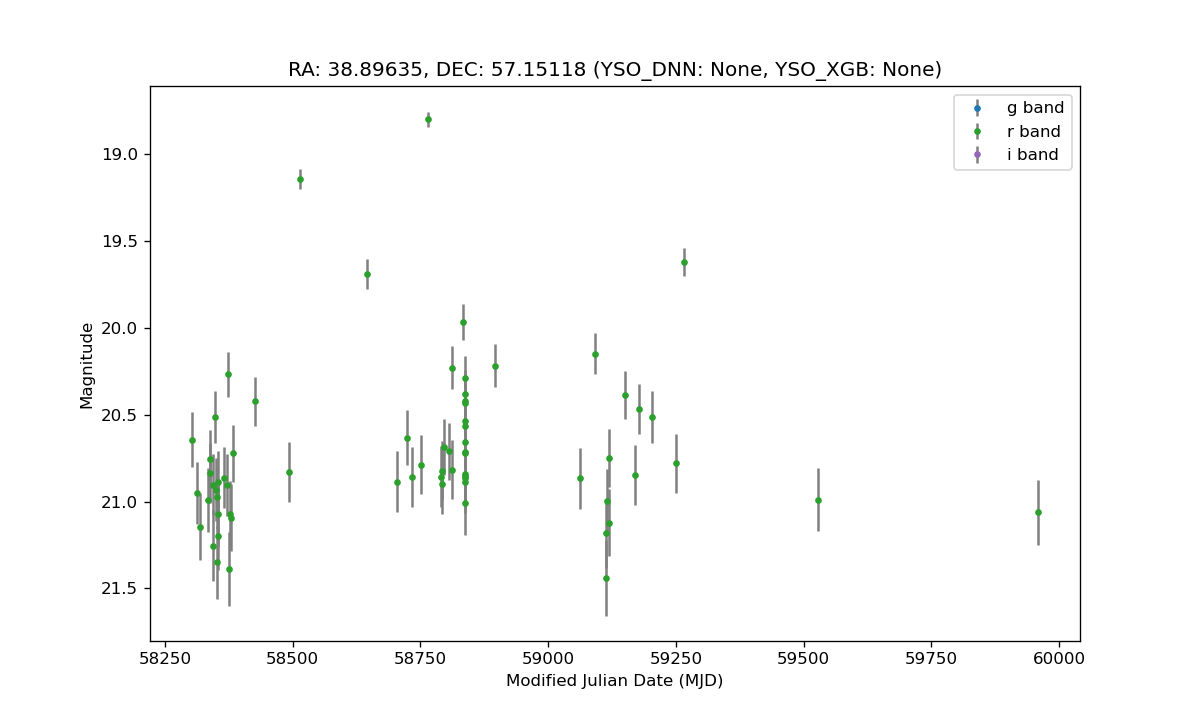 RA: 38.89635, DEC: 57.15118 (YSO_DNN: None, YSO_XGB: None)
g band
r band
i band
19.0
19.5
20.0
20.5
21.0
21.5
Magnitude
58250 58500 58750 59000 59250 59500 59750 60000
Modified Julian Date (MJD)